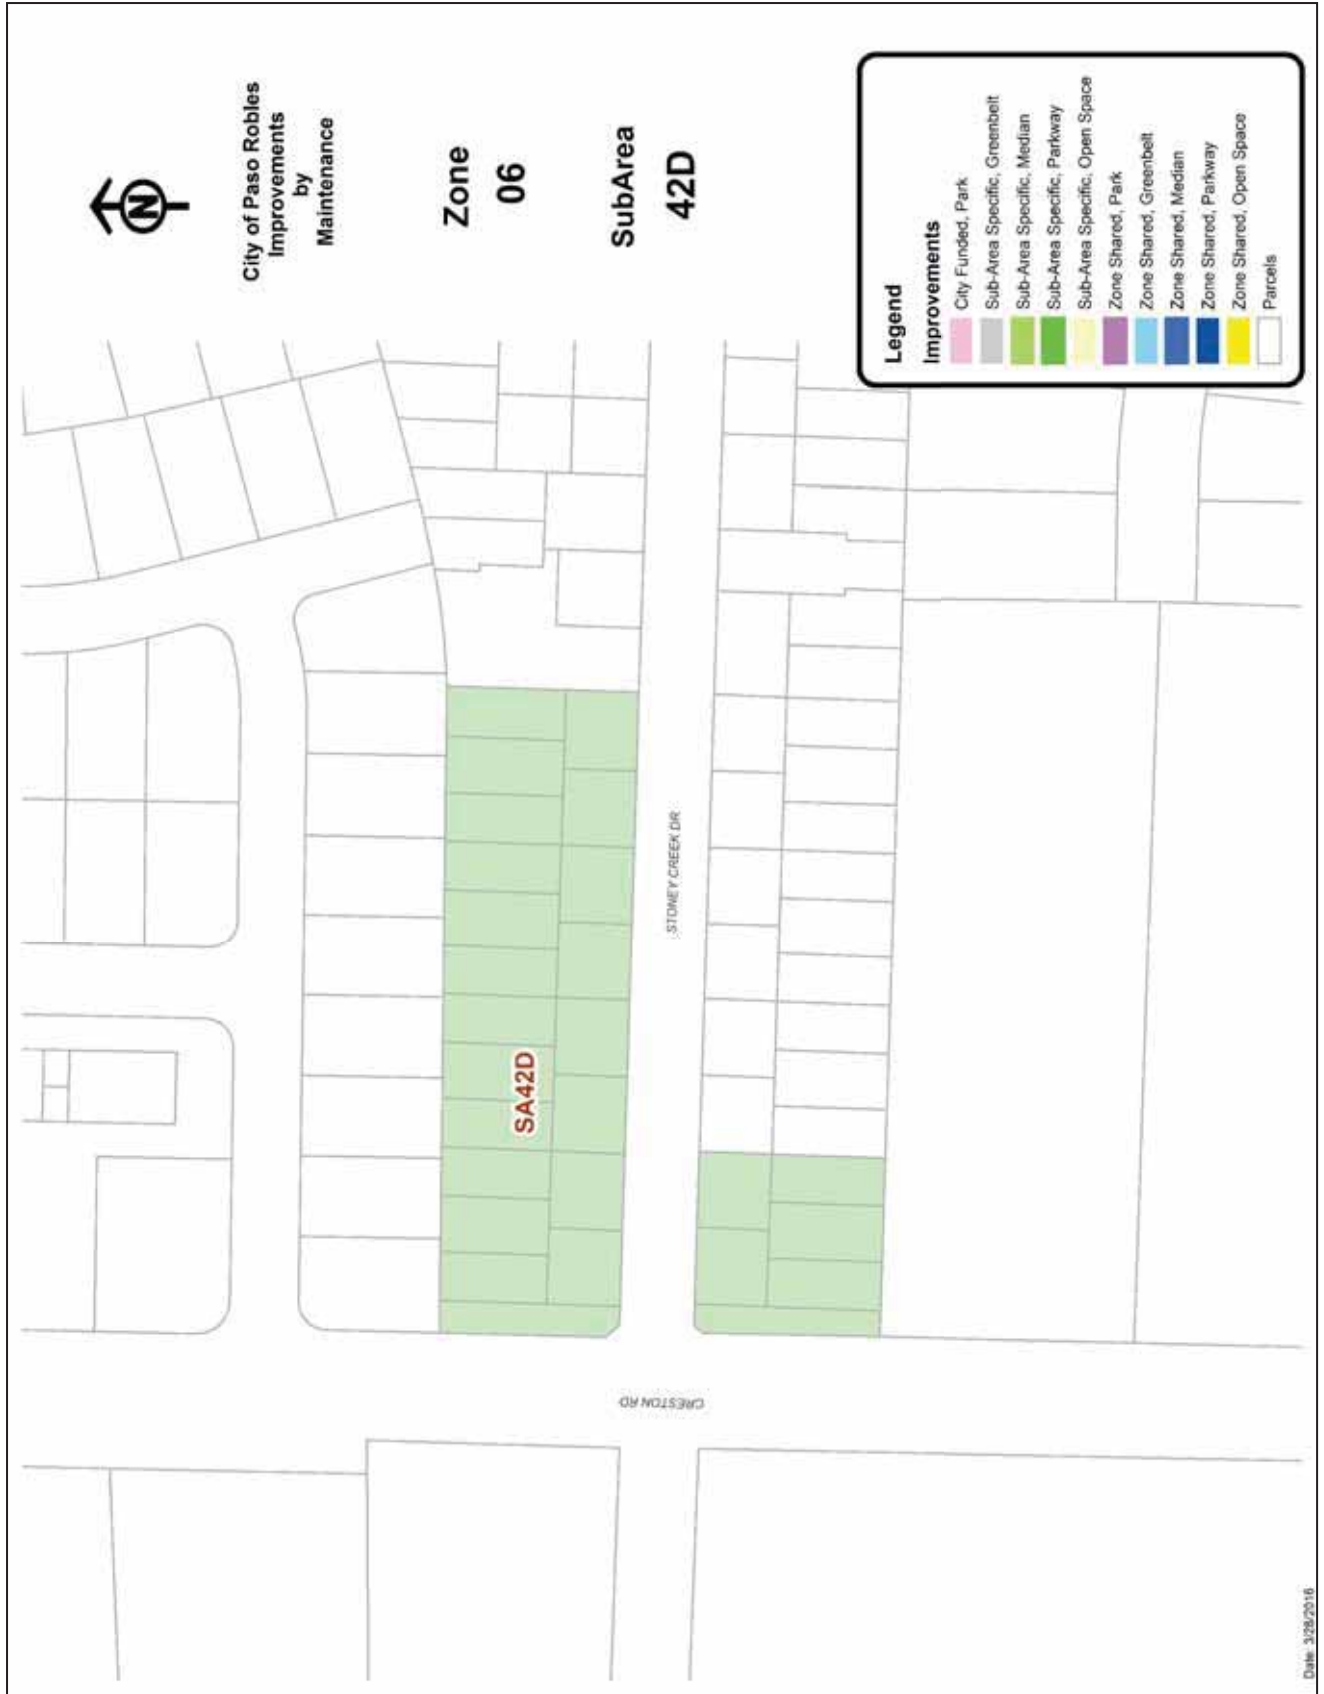 N
City of Paso Robles
Improvements
by
Maintenance
Zone
06
SubArea
42D
STONEY CREEK DR
SA42D
CRESTON RD
Legend
Improvements
City Funded, Park
Sub-Area Specific, Greenbelt
Sub-Area Specific, Median
Sub-Area Specific, Parkway
Sub-Area Specific, Open Space
Zone Shared, Park
Zone Shared, Greenbelt
Zone Shared, Median
Zone Shared, Parkway
Zone Shared, Open Space
Parcels
Date: 3/28/2016